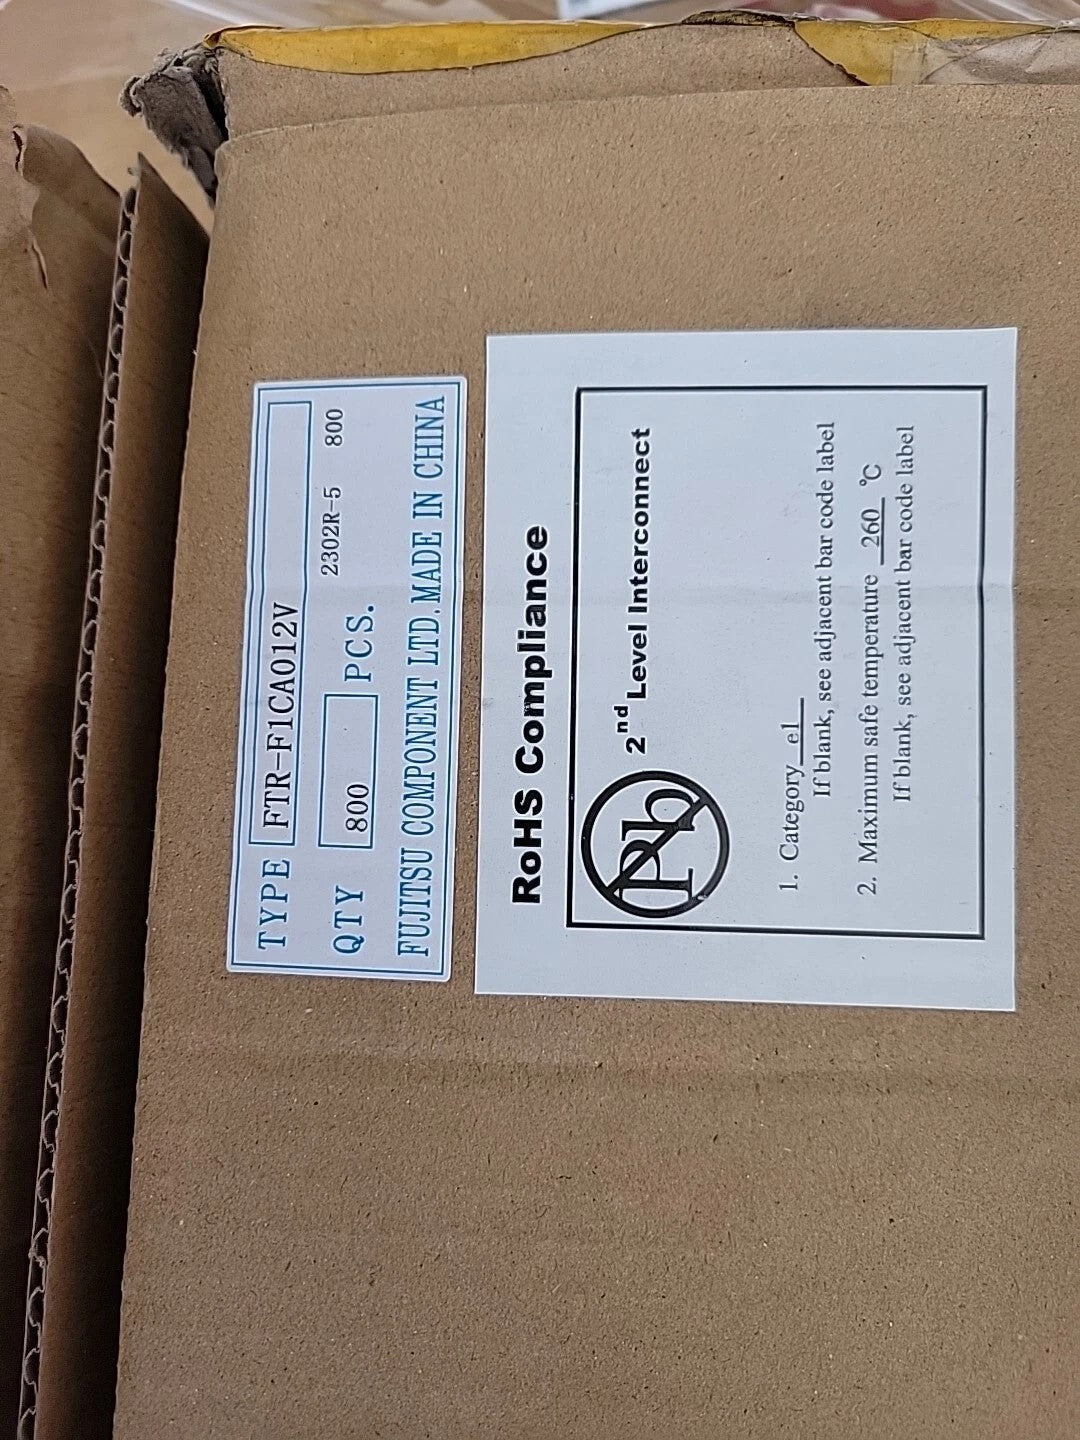 TYPE FTR-F1CA012V
QTY 800 PCS. 2302R-5 800
FUJITSU COMPONENT LTD. MADE IN CHINA
RoHS Compliance
Pb 2nd Level Interconnect
1. Category e1
If blank, see adjacent bar code label
2. Maximum safe temperature 260 °C
If blank, see adjacent bar code label